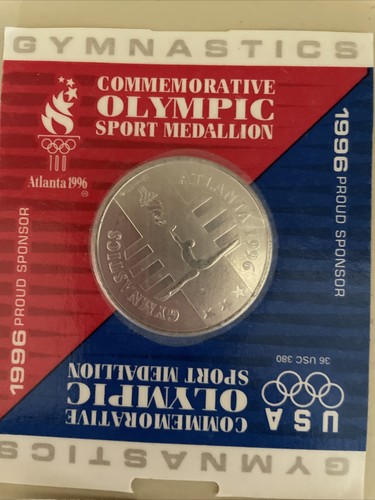 GYMNASTICS
COMMEMORATIVE
OLYMPIC
SPORT MEDALLION
100
Atlanta 1996
®
1996 PROUD SPONSOR
ATLANTA 1996
GYMNASTICS
1996 PROUD SPONSOR
36 USC 380
USA
COMMEMORATIVE
OLYMPIC
SPORT MEDALLION
GYMNASTICS